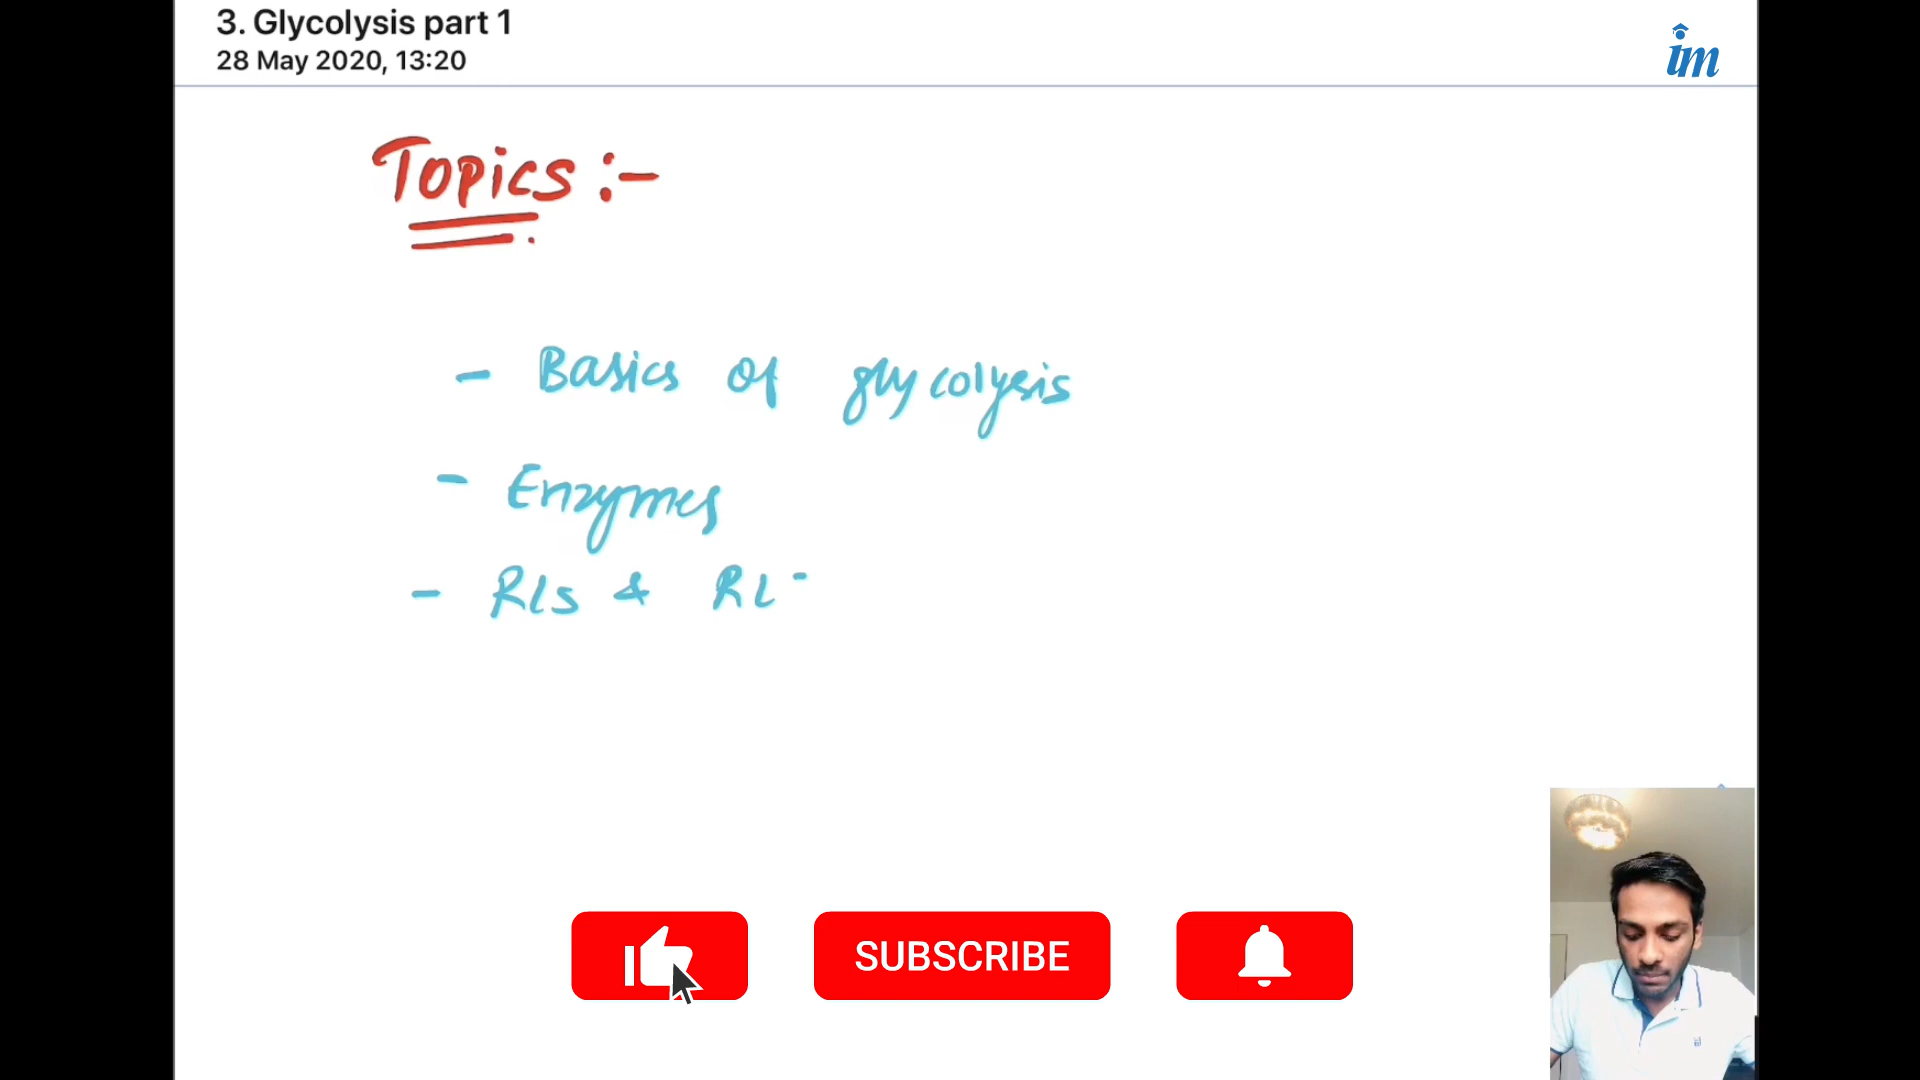 3. Glycolysis part 1
28 May 2020, 13:20
im
Topics :-
- Basics of glycolysis
- Enzymes
- RLS & RL
SUBSCRIBE